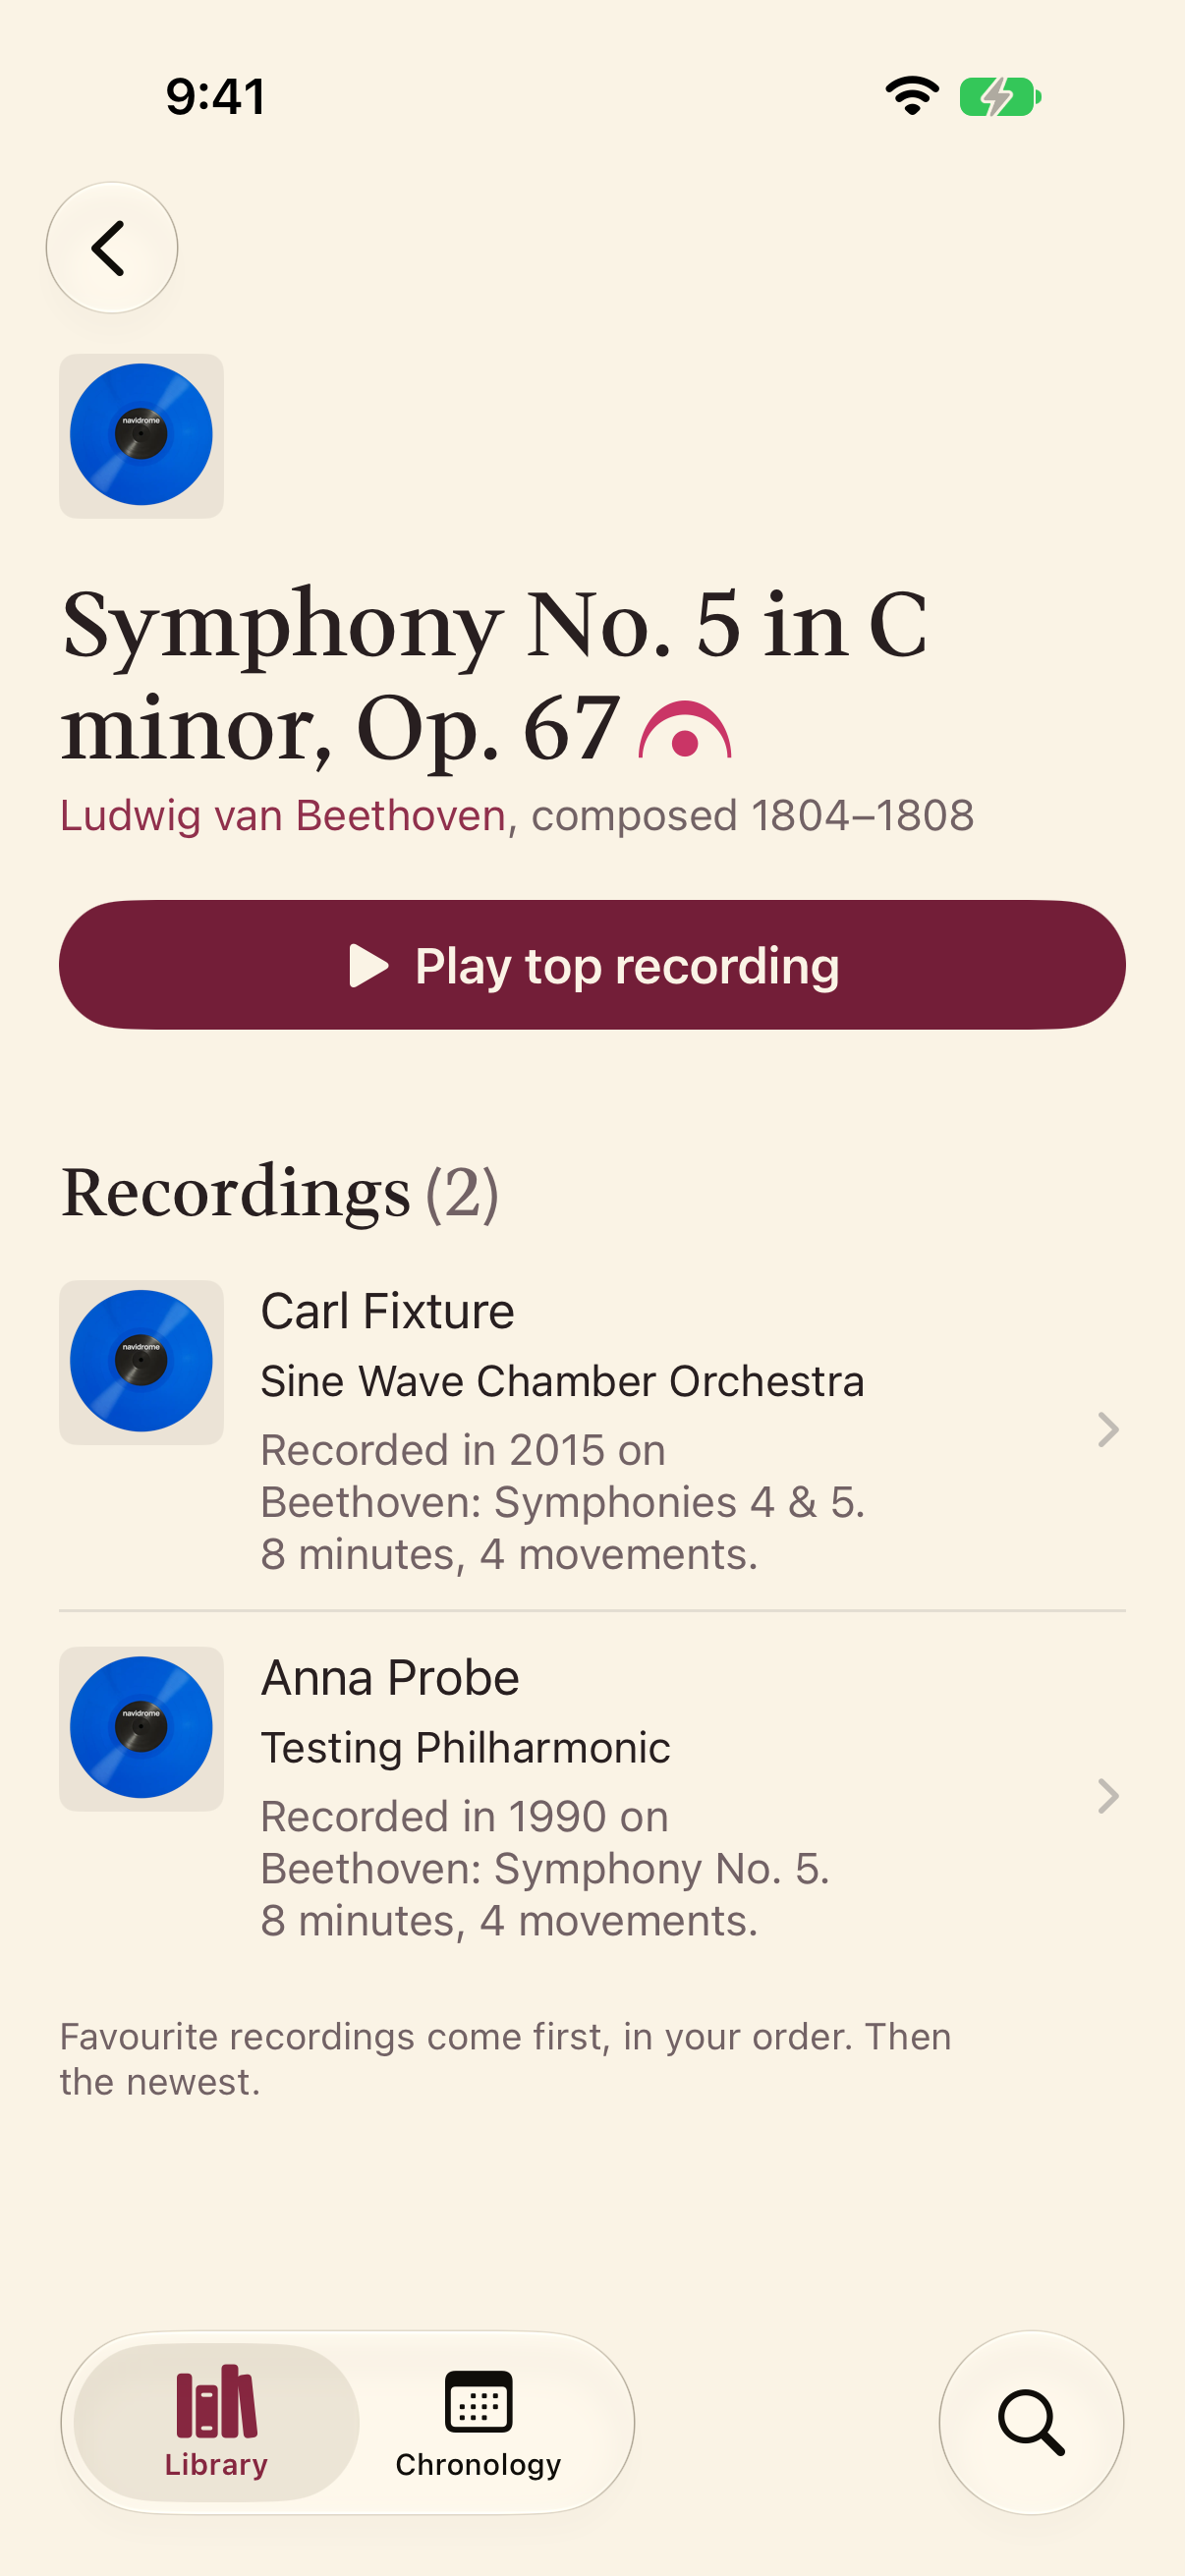 9:41
navidrome
Symphony No. 5 in C
minor, Op. 67
Ludwig van Beethoven, composed 1804–1808
Play top recording
Recordings (2)
navidrome
Carl Fixture
Sine Wave Chamber Orchestra
Recorded in 2015 on
Beethoven: Symphonies 4 & 5.
8 minutes, 4 movements.
navidrome
Anna Probe
Testing Philharmonic
Recorded in 1990 on
Beethoven: Symphony No. 5.
8 minutes, 4 movements.
Favourite recordings come first, in your order. Then
the newest.
Library
Chronology